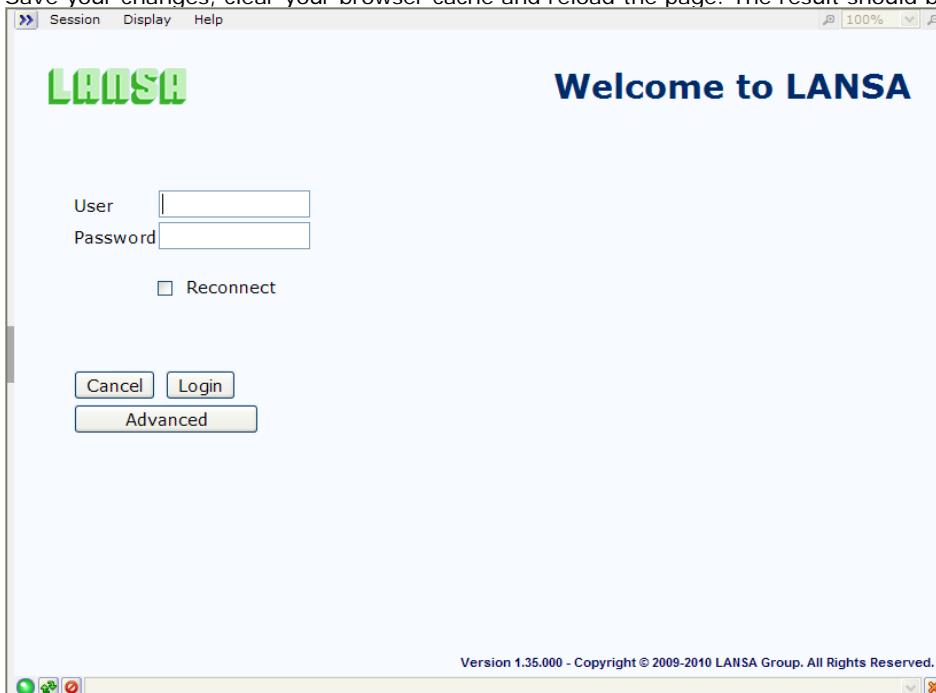 Save your changes, clear your browser cache and reload the page. The result should b
Session Display Help
100%
LANSA
Welcome to LANSA
User
Password
Reconnect
Cancel Login
Advanced
Version 1.35.000 - Copyright © 2009-2010 LANSA Group. All Rights Reserved.